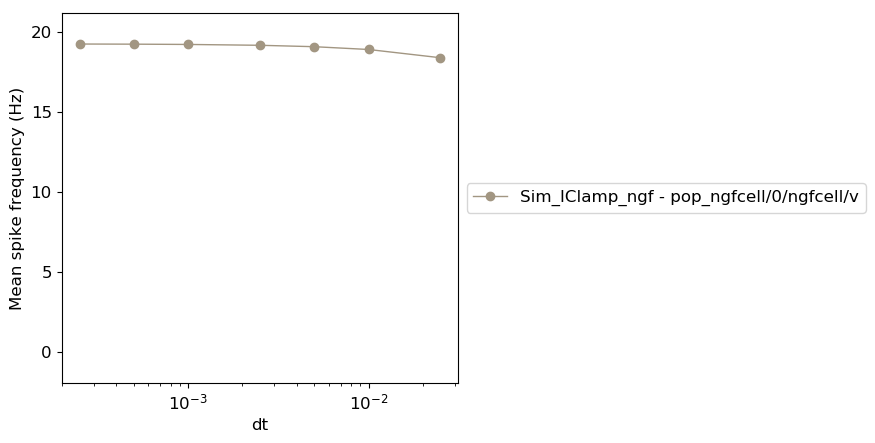 Mean spike frequency (Hz)
20
15
10
5
0
10⁻³
10⁻²
dt
Sim_IClamp_ngf - pop_ngfcell/0/ngfcell/v